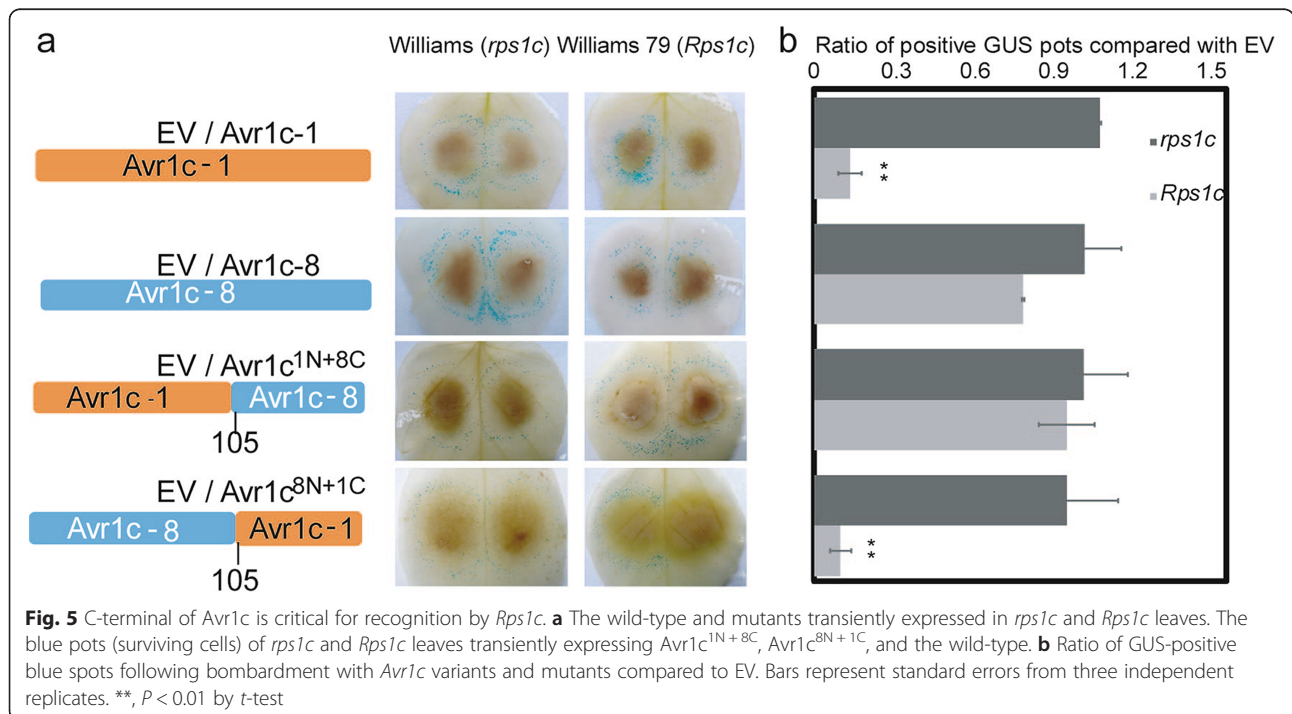 a
Williams (rps1c) Williams 79 (Rps1c)
EV / Avr1c-1
Avr1c - 1
EV / Avr1c-8
Avr1c - 8
EV / Avr1c1N+8C
Avr1c -1
Avr1c - 8
105
EV / Avr1c8N+1C
Avr1c - 8
Avr1c - 1
105
b
Ratio of positive GUS pots compared with EV
0 0.3 0.6 0.9 1.2 1.5
rps1c
Rps1c
**
**
Fig. 5 C-terminal of Avr1c is critical for recognition by Rps1c. a The wild-type and mutants transiently expressed in rps1c and Rps1c leaves. The
blue pots (surviving cells) of rps1c and Rps1c leaves transiently expressing Avr1c1N + 8C, Avr1c8N + 1C, and the wild-type. b Ratio of GUS-positive
blue spots following bombardment with Avr1c variants and mutants compared to EV. Bars represent standard errors from three independent
replicates. **, P < 0.01 by t-test